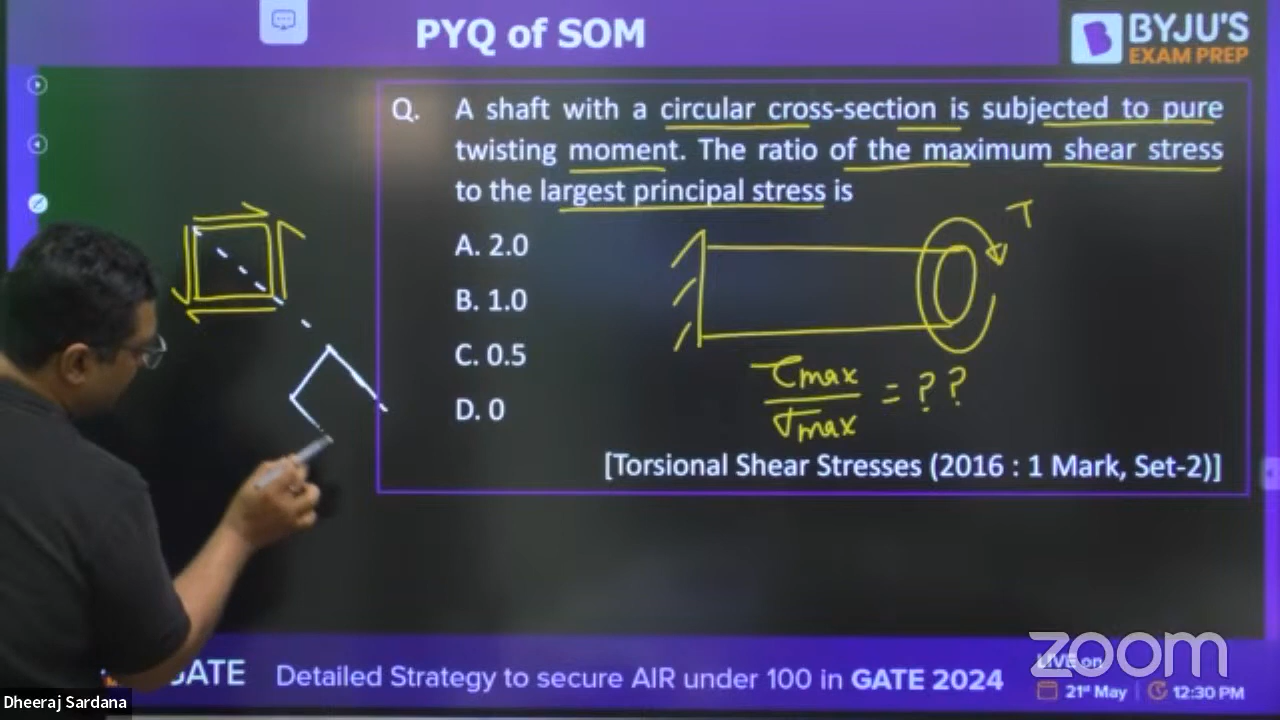 PYQ of SOM
BYJU'S
EXAM PREP
Q. A shaft with a circular cross-section is subjected to pure
twisting moment. The ratio of the maximum shear stress
to the largest principal stress is
A. 2.0
B. 1.0
C. 0.5
D. 0
T
τmax
σmax
= ??
[Torsional Shear Stresses (2016 : 1 Mark, Set-2)]
GATE Detailed Strategy to secure AIR under 100 in GATE 2024
LIVE on
zoom
21st May 12:30 PM
Dheeraj Sardana